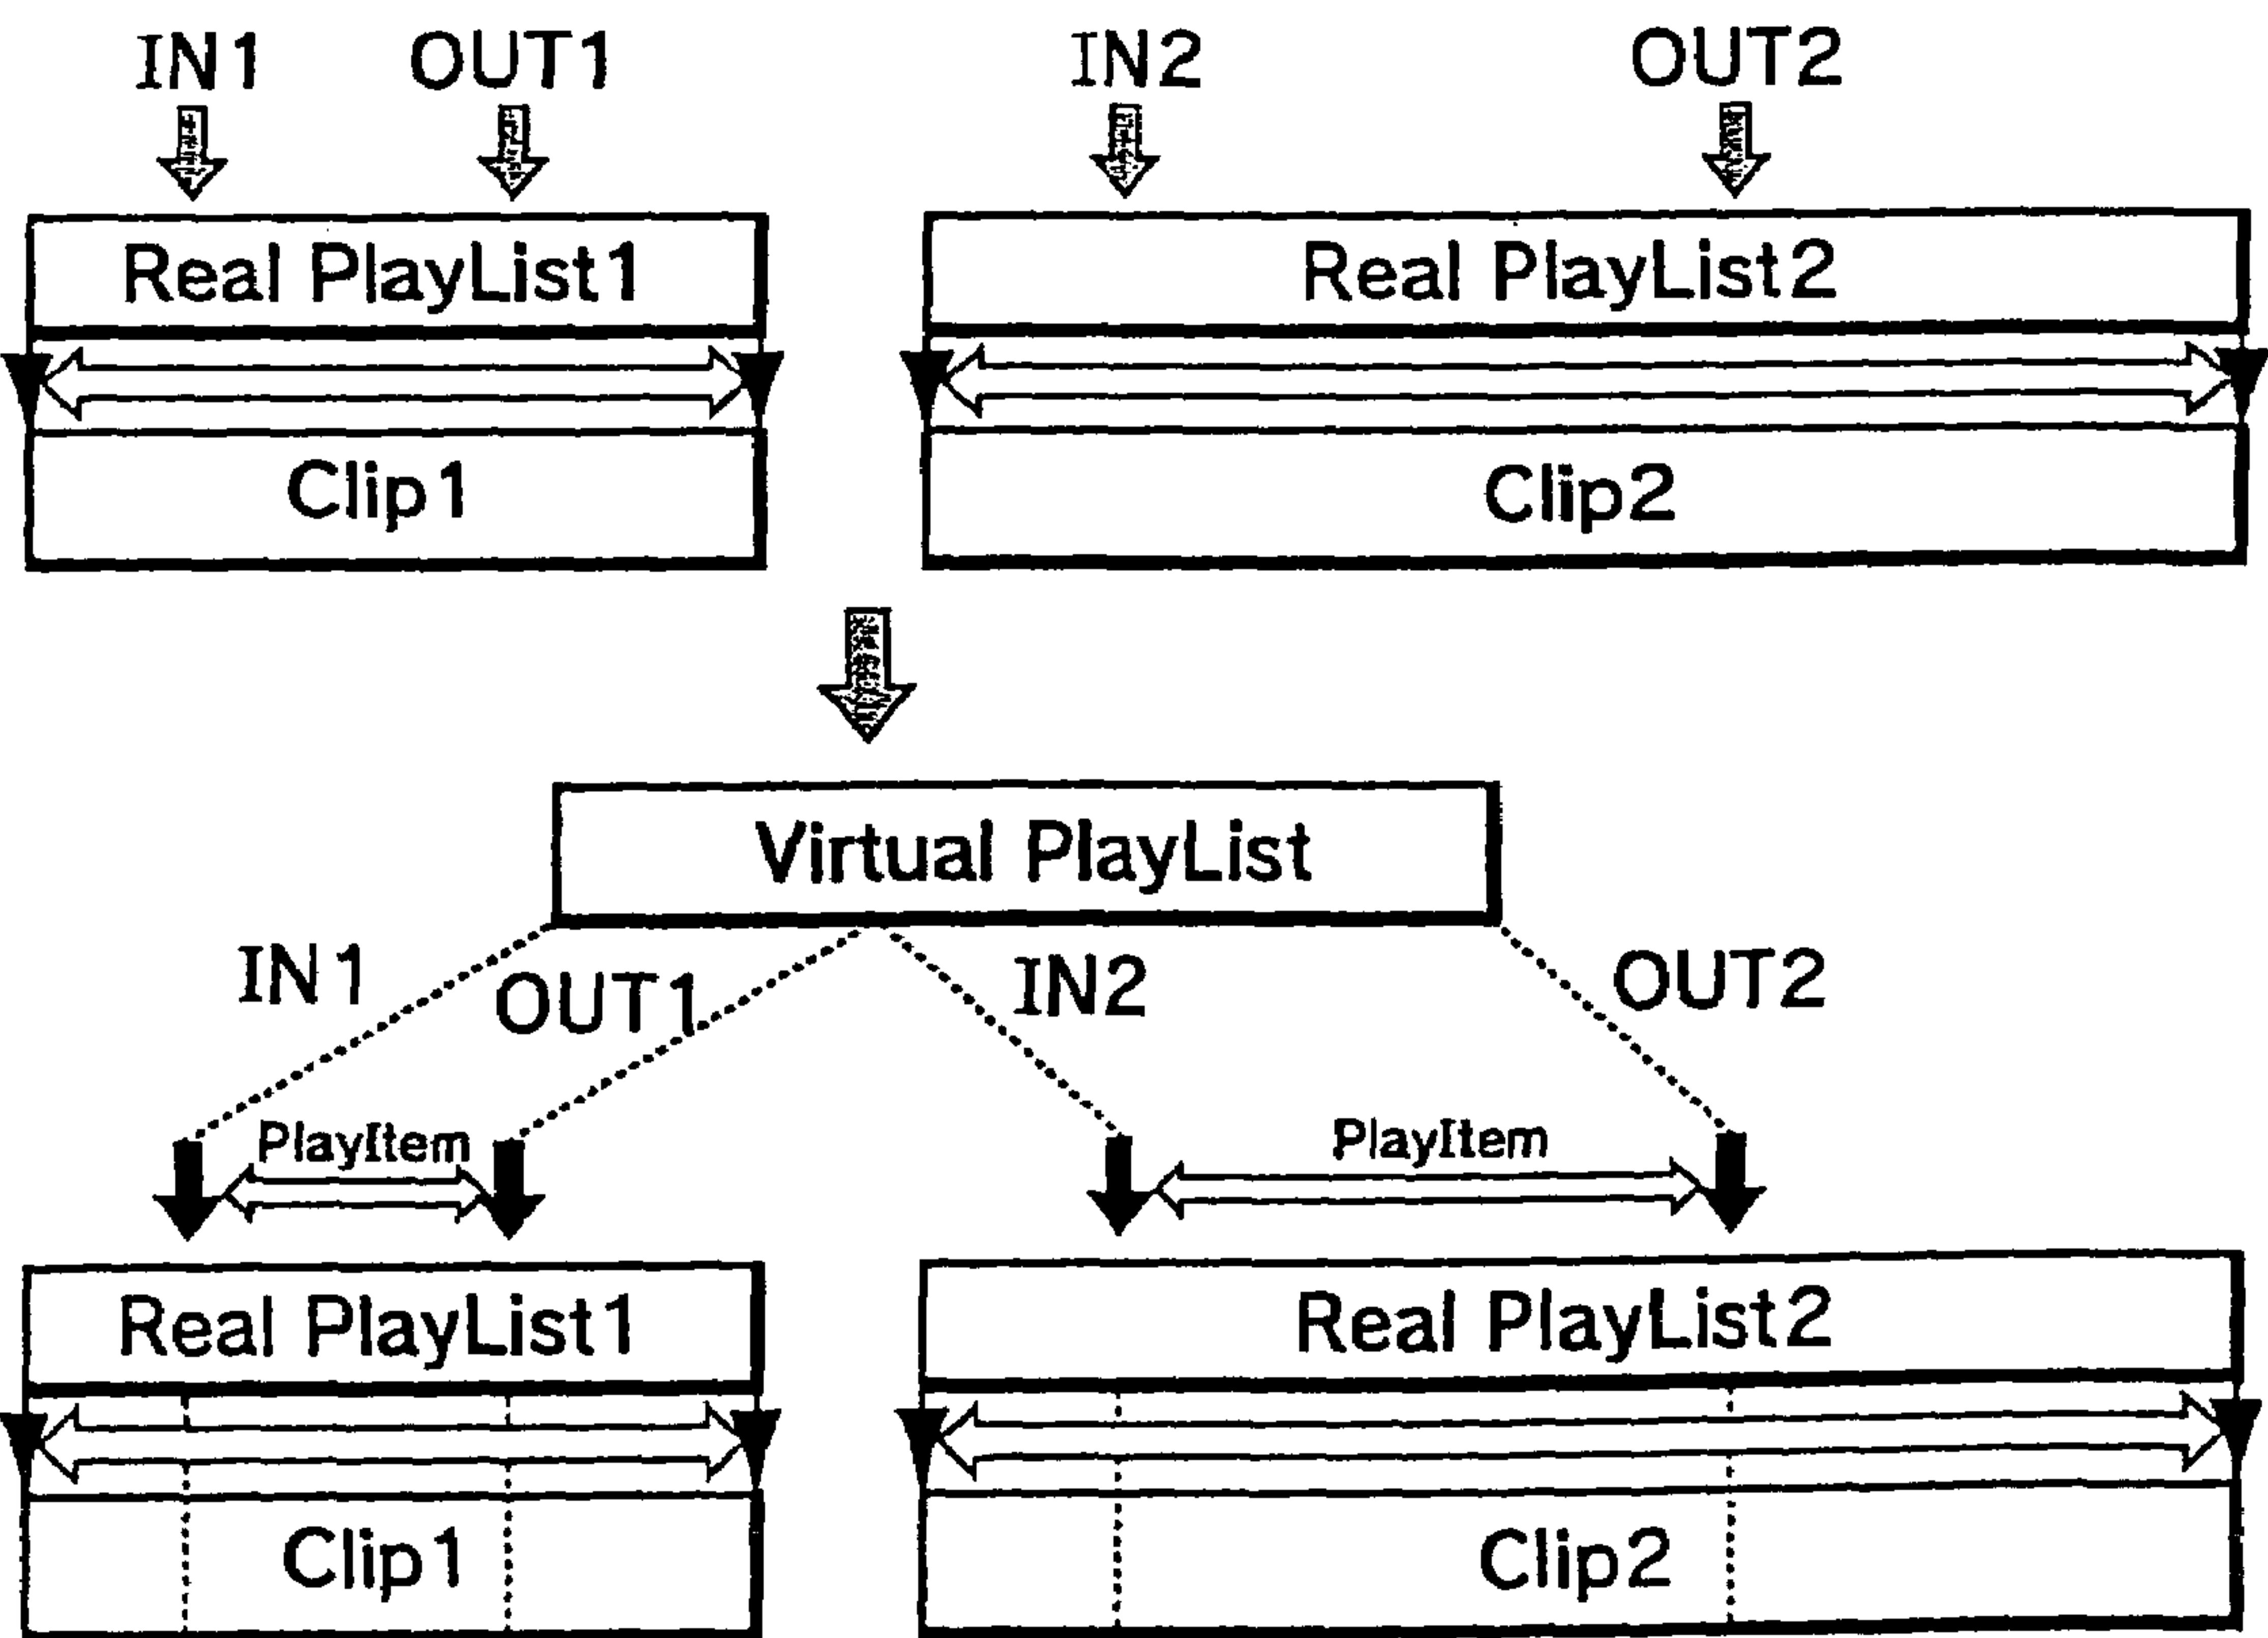 IN1 OUT1 IN2 OUT2
Real PlayList1 Real PlayList2
Clip1 Clip2
Virtual PlayList
IN1 OUT1 IN2 OUT2
PlayItem PlayItem
Real PlayList1 Real PlayList2
Clip1 Clip2